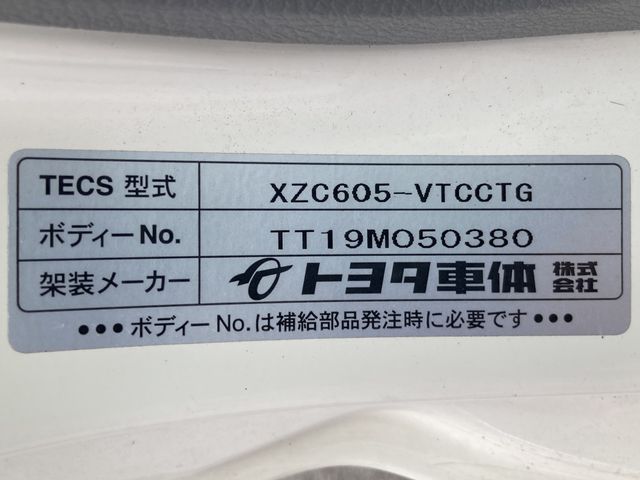 TECS 型式 XZC605-VTCCTG
ボディーNo. TT19M050380
架装メーカー トヨタ車体 株式会社
●●●ボディーNo.は補給部品発注時に必要です●●●